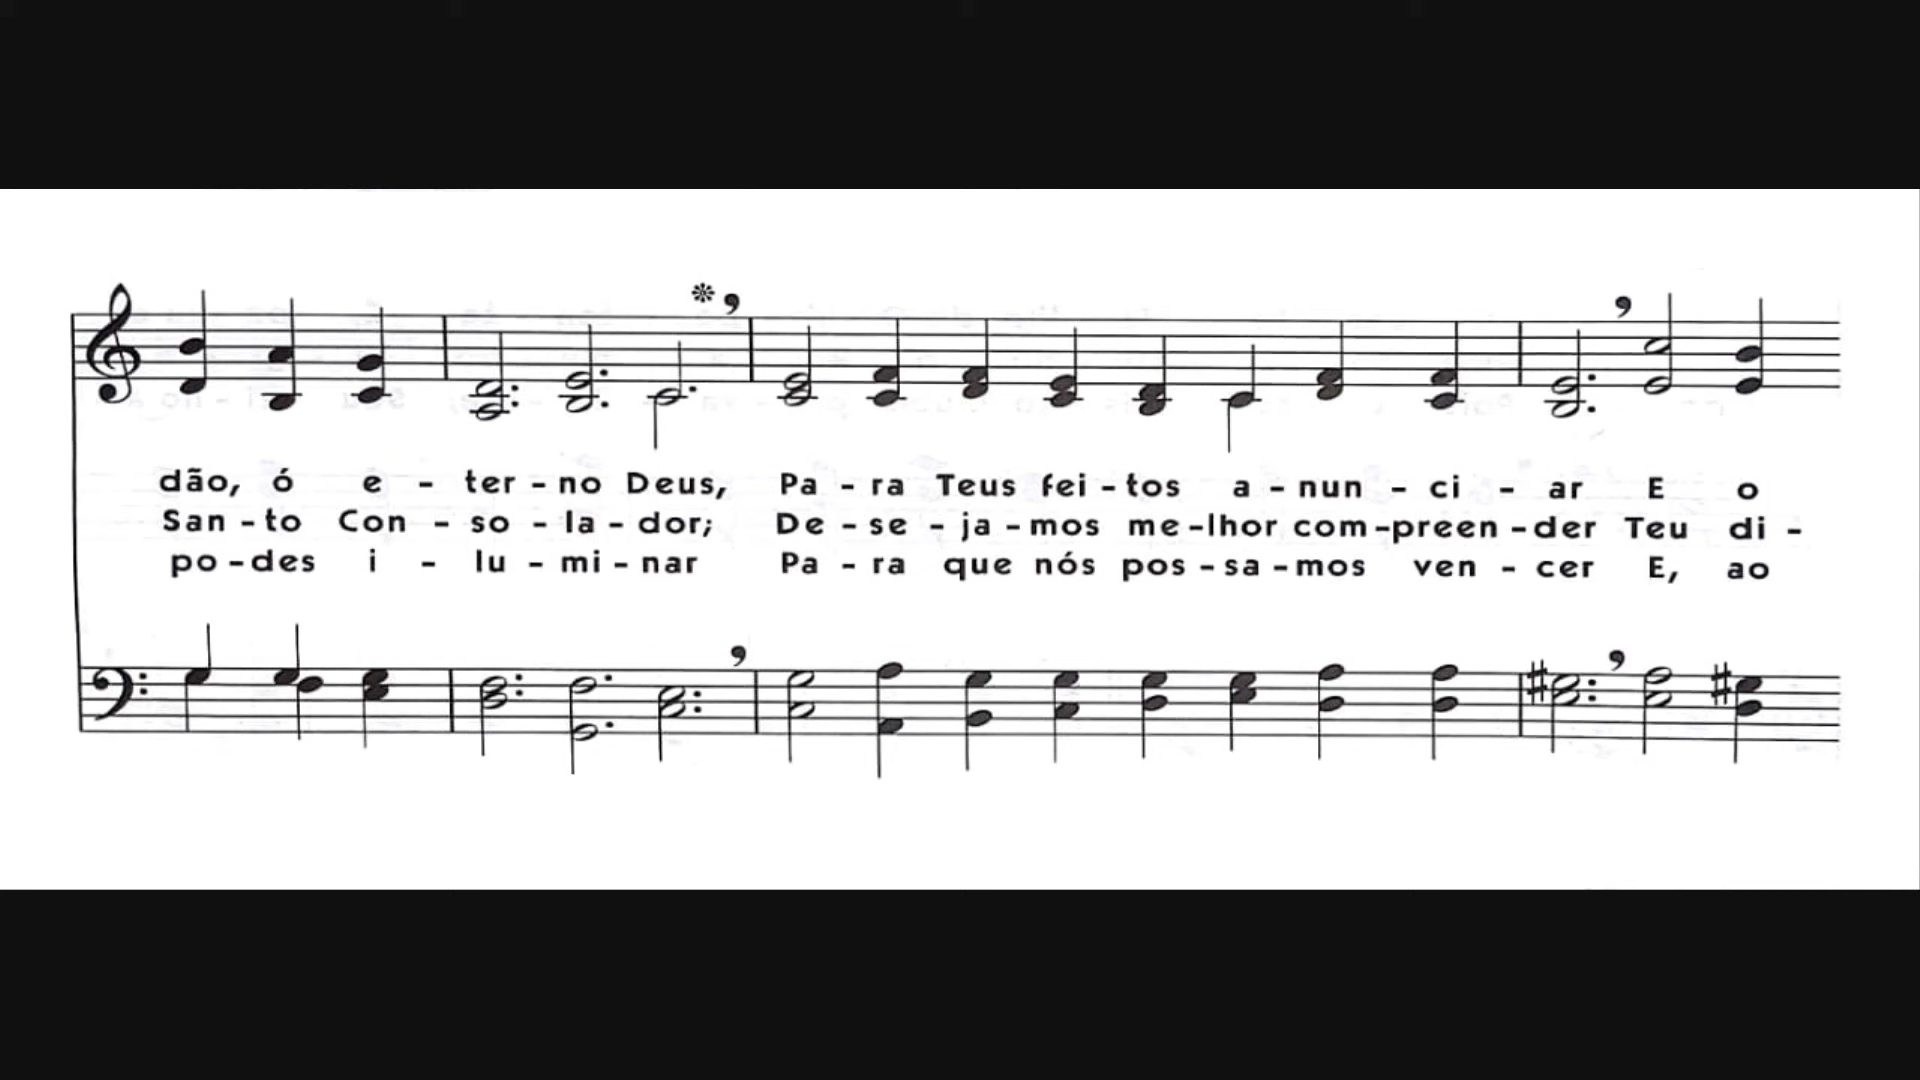 dão, ó e - ter - no Deus, Pa - ra Teus fei - tos a - nun - ci - ar E o
San - to Con - so - la - dor; De - se - ja - mos me - lhor com - preen - der Teu di -
po - des i - lu - mi - nar Pa - ra que nós pos - sa - mos ven - cer E, ao